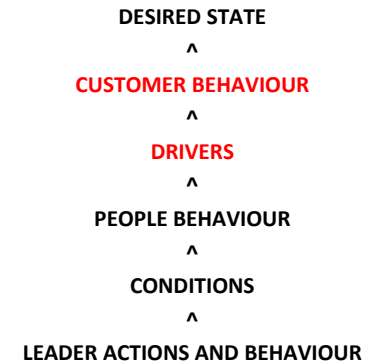 DESIRED STATE
^
CUSTOMER BEHAVIOUR
^
DRIVERS
^
PEOPLE BEHAVIOUR
^
CONDITIONS
^
LEADER ACTIONS AND BEHAVIOUR